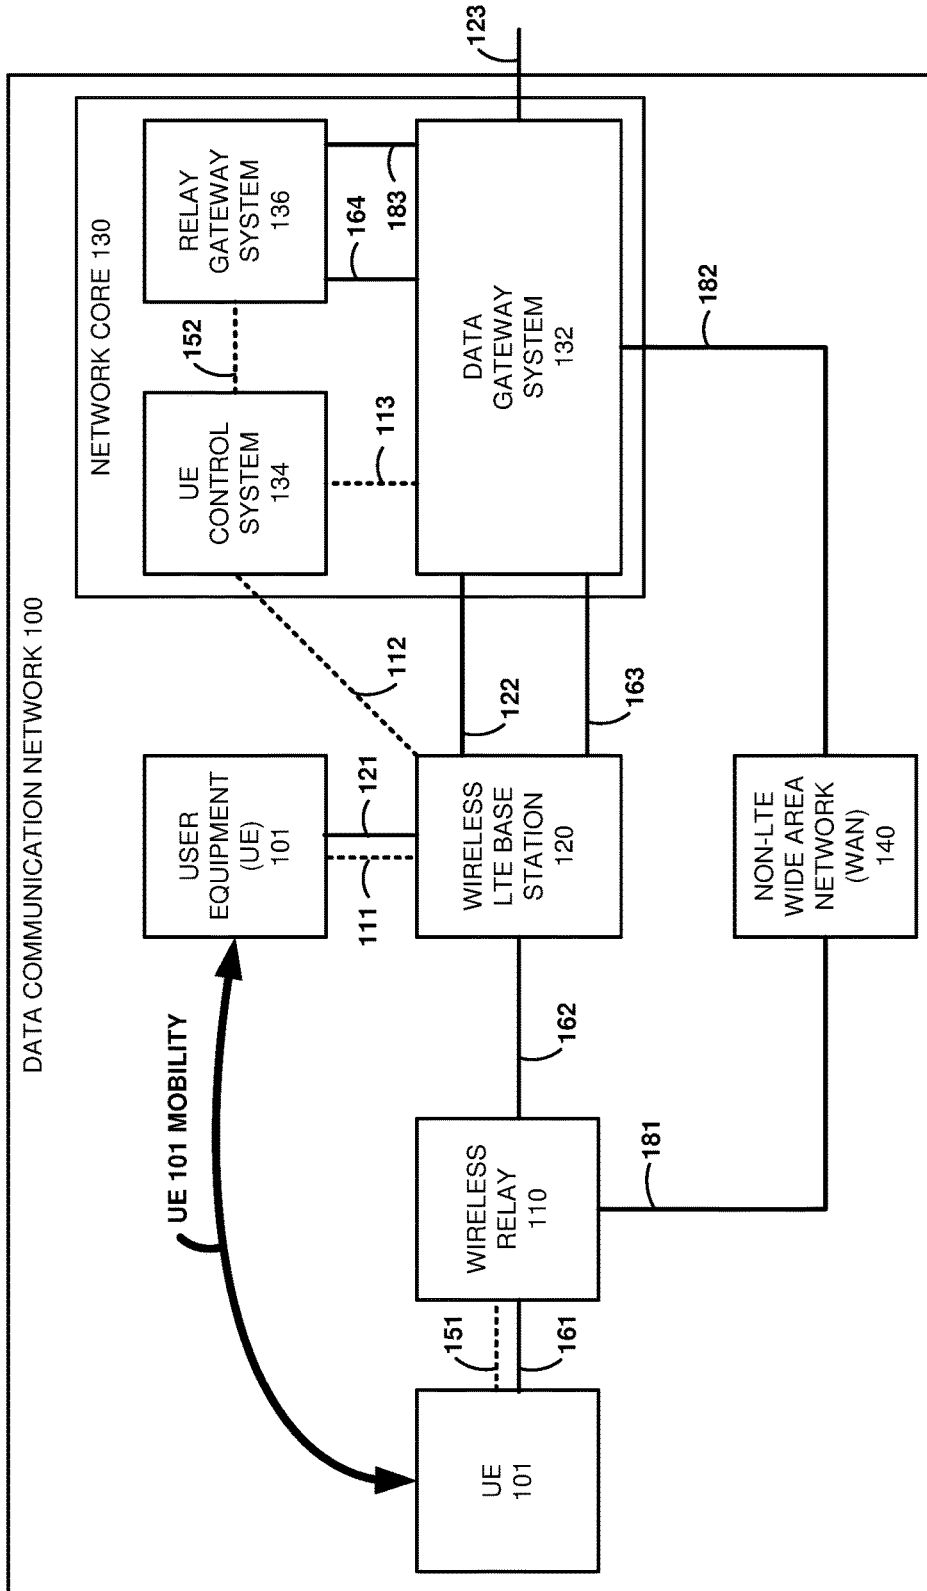 DATA COMMUNICATION NETWORK 100
UE 101 MOBILITY
UE
101
151
161
WIRELESS
RELAY
110
181
162
USER
EQUIPMENT
(UE)
101
111
121
WIRELESS
LTE BASE
STATION
120
NON-LTE
WIDE AREA
NETWORK
(WAN)
140
112
122
163
NETWORK CORE 130
UE
CONTROL
SYSTEM
134
152
113
RELAY
GATEWAY
SYSTEM
136
164
183
DATA
GATEWAY
SYSTEM
132
182
123